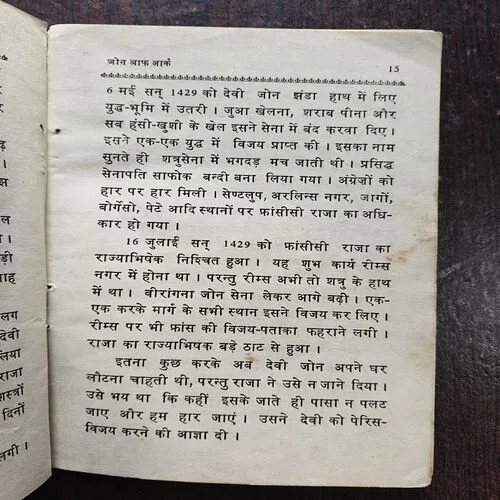 ढ़
स
ल
ा ।
ड़ी
ाह
लग
देवी
लिया
राजा
शस्त्रों
दिनों
लगी ।
जोन आफ आर्क 15
6 मई सन् 1429 को देवी जोन झंडा हाथ में लिए
युद्ध-भूमि में उतरी । जुआ खेलना, शराब पीना और
सब हंसी-खुशी के खेल इसने सेना में बंद करवा दिए ।
इसने एक-एक युद्ध में विजय प्राप्त की । इसका नाम
सुनते ही शत्रुसेना में भगदड़ मच जाती थी । प्रसिद्ध
सेनापति साफोक बन्दी बना लिया गया । अंग्रेजों को
हार पर हार मिली । सेण्टलुप, अरलिन्स नगर, जार्गो,
बोर्गेसो, पेटे आदि स्थानों पर फ्रांसीसी राजा का अधि-
कार हो गया ।
16 जुलाई सन् 1429 को फ्रांसीसी राजा का
राज्याभिषेक निश्चित हुआ । यह शुभ कार्य रीम्स
नगर में होना था । परन्तु रीम्स अभी तो शत्रु के हाथ
में था । बीरांगना जोन सेना लेकर आगे बढ़ी । एक-
एक करके मार्ग के सभी स्थान इसने विजय कर लिए ।
रीम्स पर भी फ्रांस की विजय-पताका फहराने लगी ।
राजा का राज्याभिषक बड़े ठाट से हुआ ।
इतना कुछ करके अब देवी जोन अपने घर
लौटना चाहती थी, परन्तु राजा ने उसे न जाने दिया ।
उसे भय था कि कहीं इसके जाते ही पासा न पलट
जाए और हम हार जाएं । उसने देवी को पेरिस-
विजय करने की आज्ञा दी ।